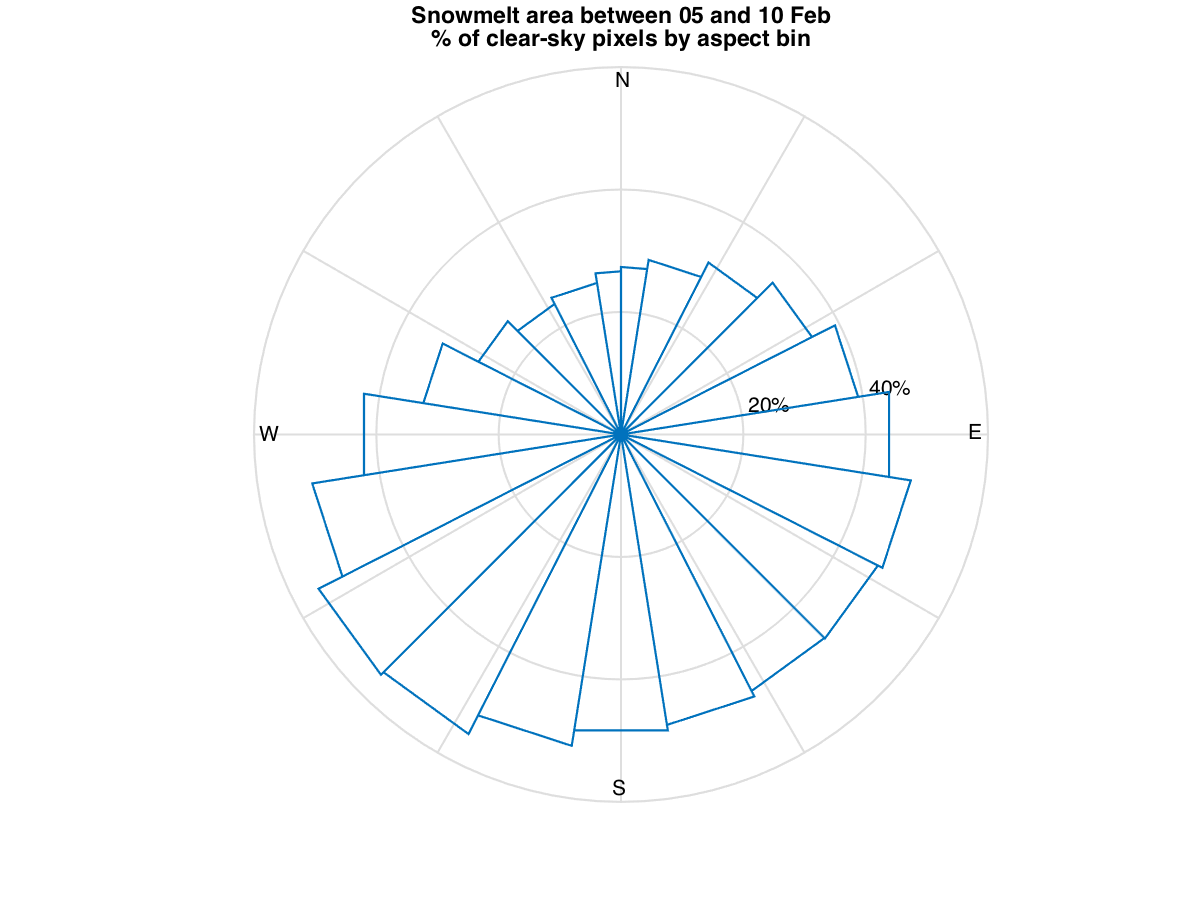 Snowmelt area between 05 and 10 Feb
% of clear-sky pixels by aspect bin
N
40%
20%
W
E
S